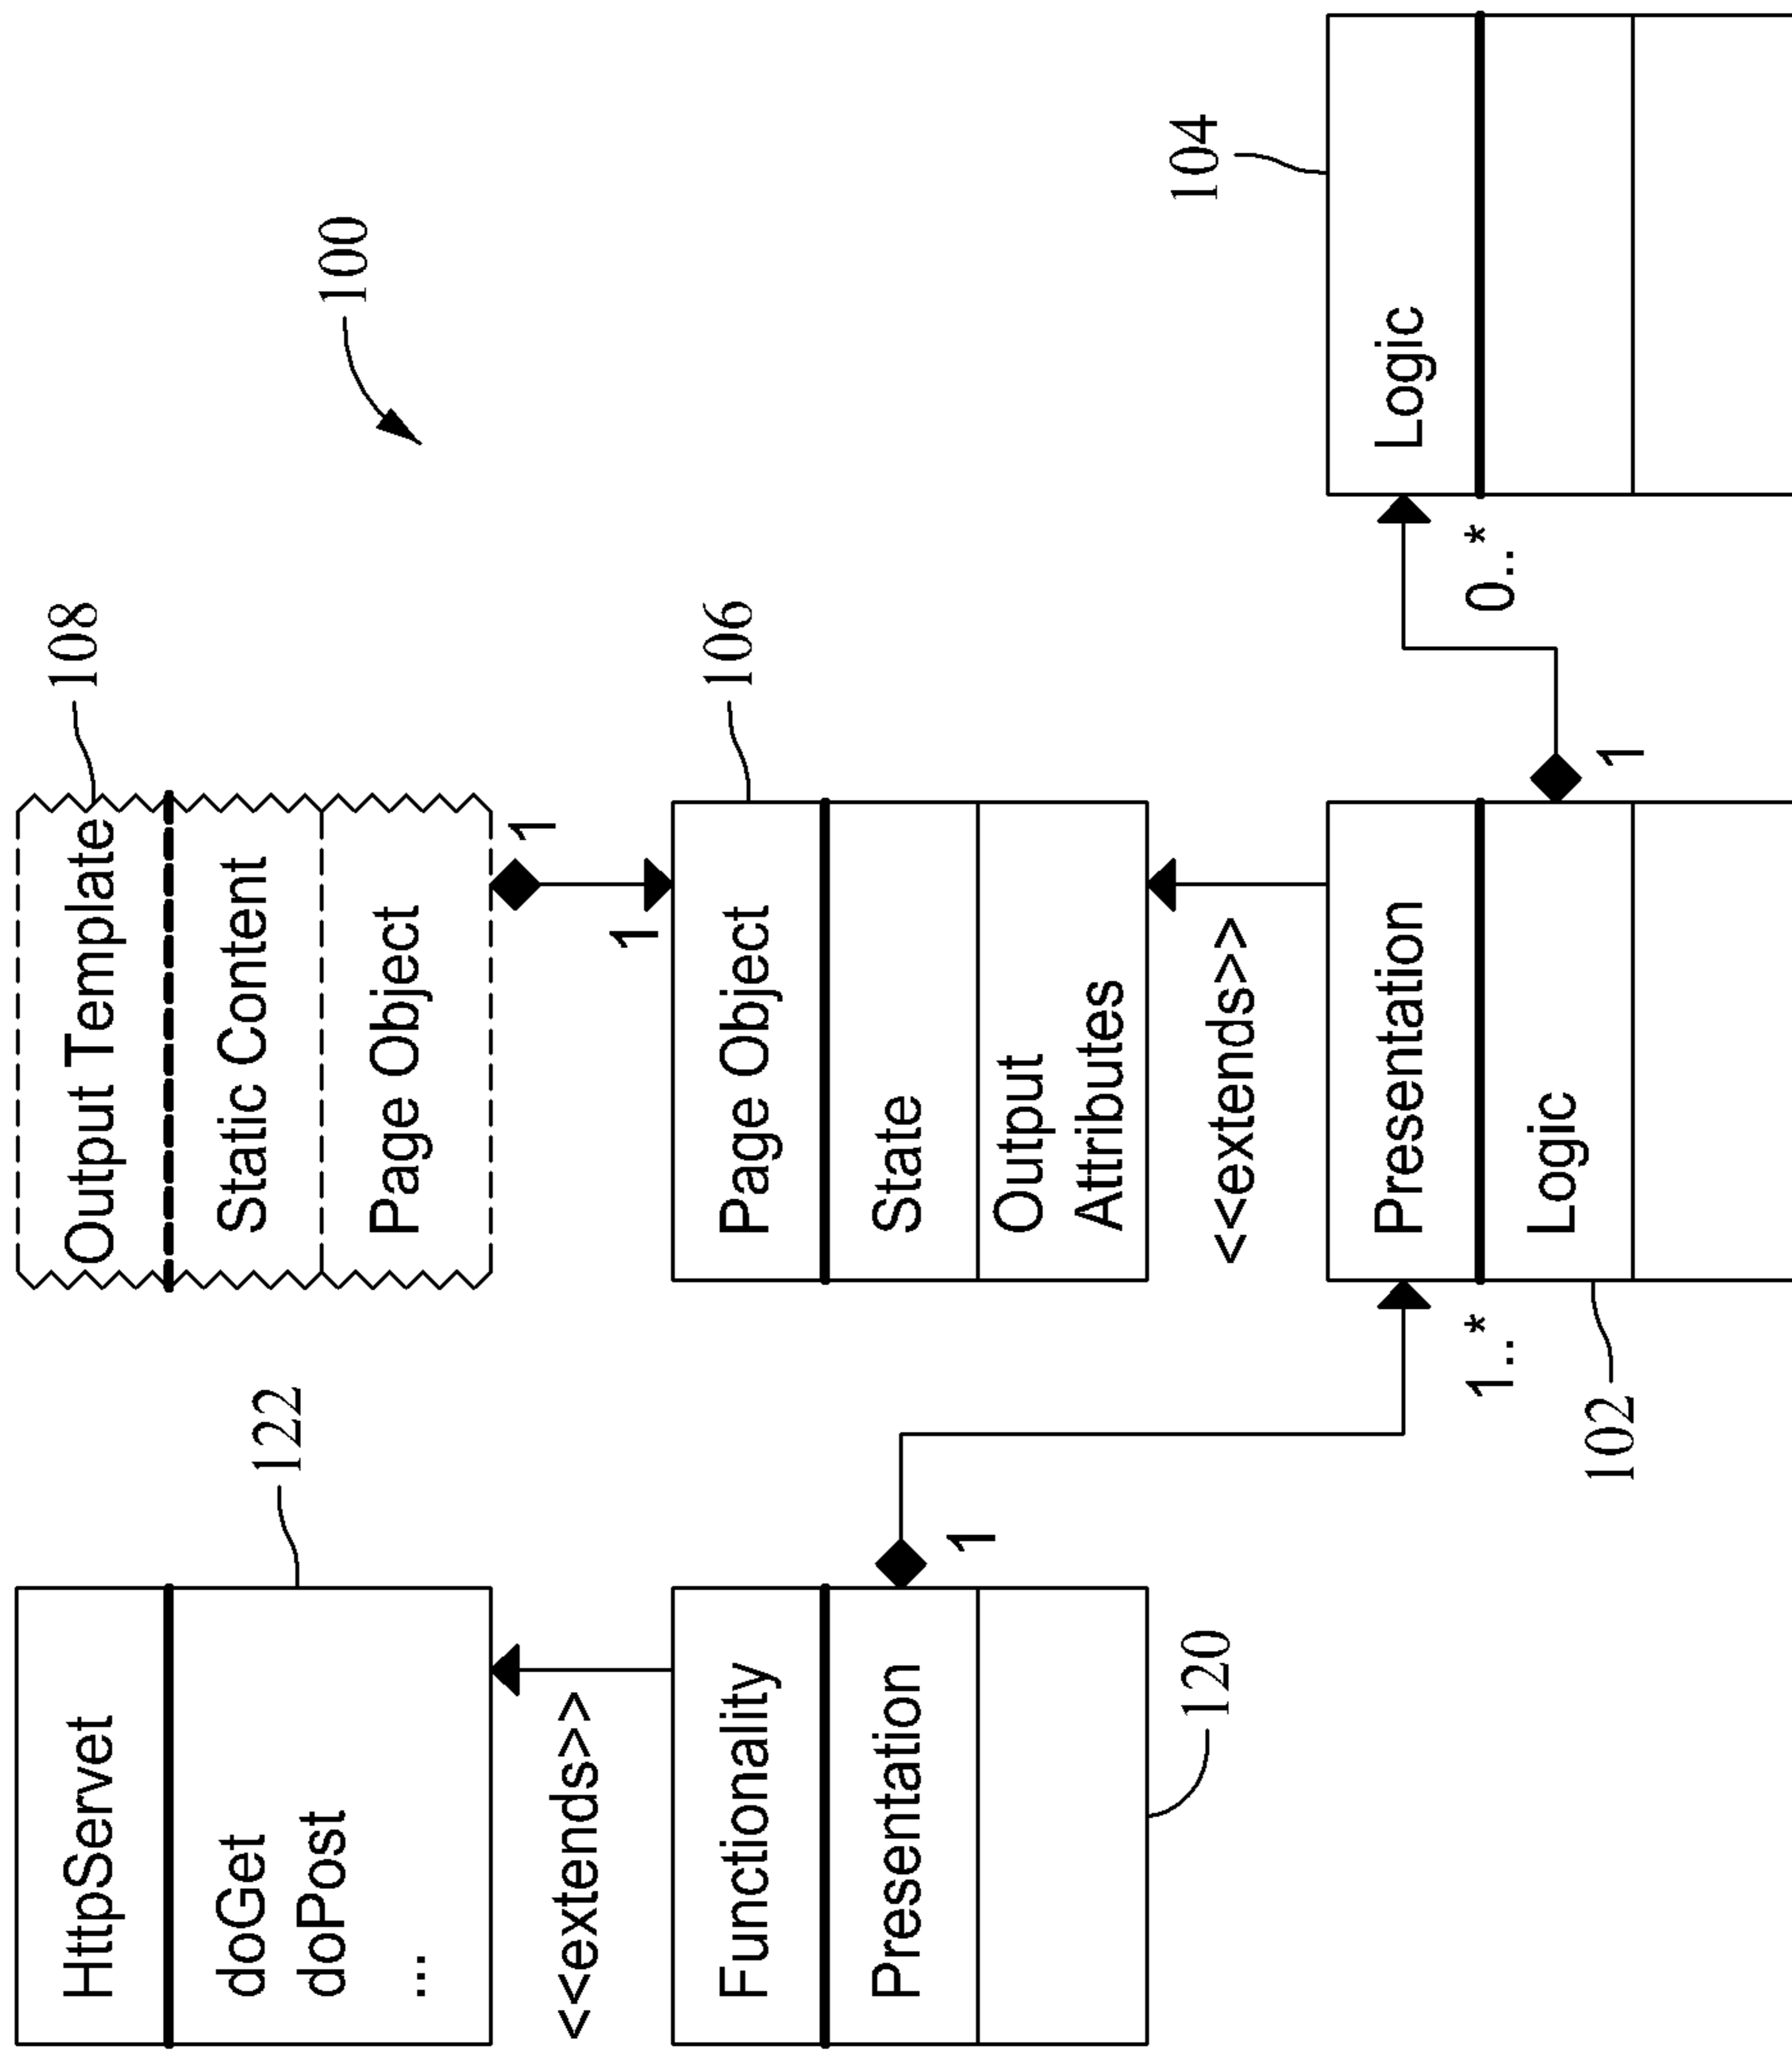 HttpServet
doGet
doPost
...
122
<<extends>>
Functionality
Presentation
1
120
Output Template
Static Content
Page Object
108
1
1
Page Object
State
Output
Attributes
106
<<extends>>
Presentation
Logic
1..*
102
1
100
0..*
Logic
104